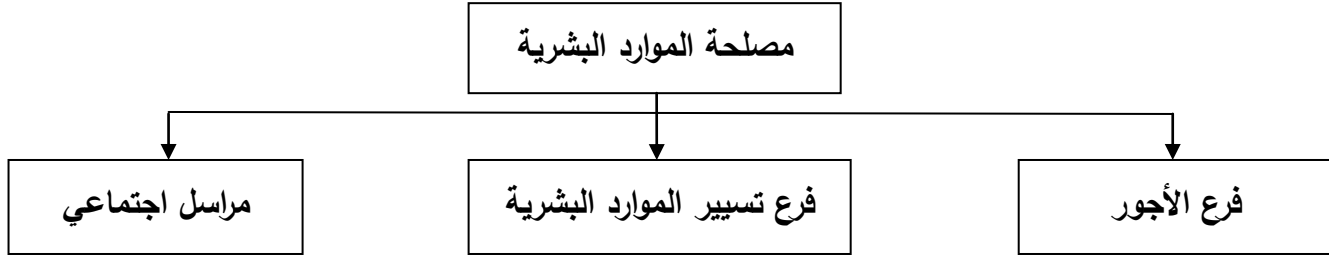 مصلحة الموارد البشرية
فرع الأجور
فرع تسيير الموارد البشرية
مراسل اجتماعي